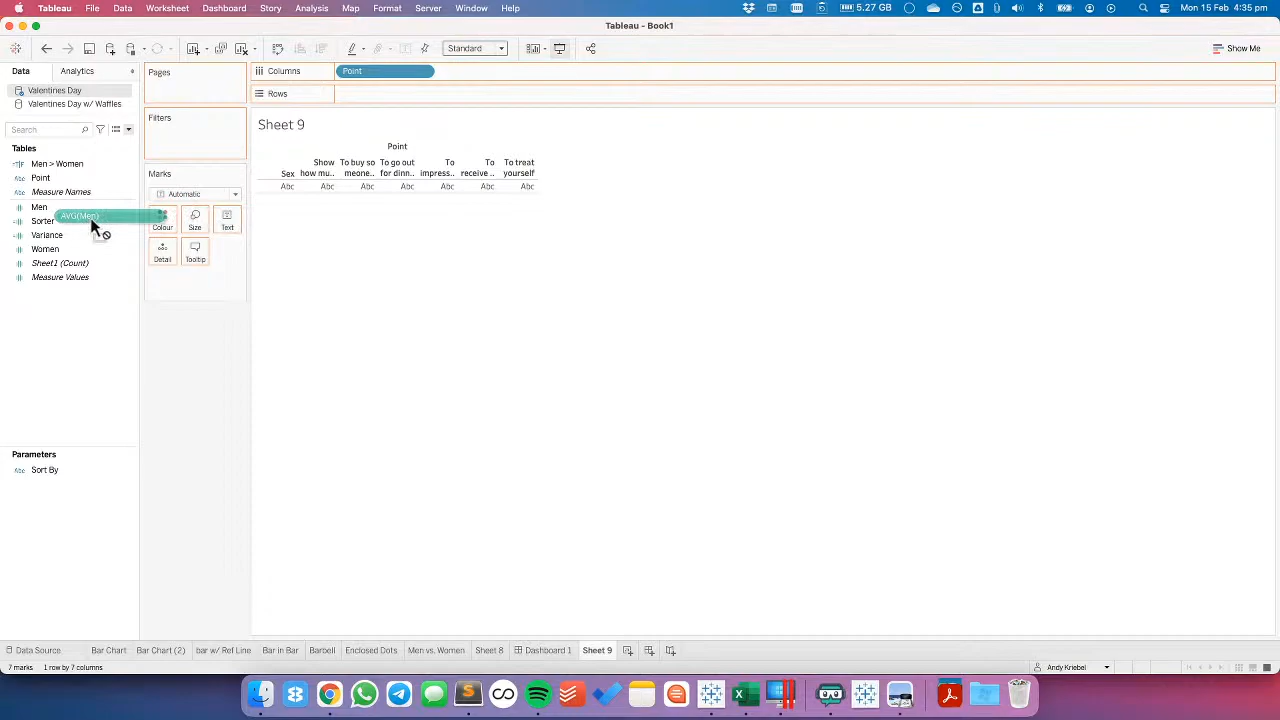 Tableau File Data Worksheet Dashboard Story Analysis Map Format Server Window Help 5.27 GB Mon 15 Feb 4:35 pm
Tableau - Book1
Standard Show Me
Data Analytics Pages Columns Point
Valentines Day
Valentines Day w/ Waffles
Rows
Search
Filters
Sheet 9
Tables
Point
Men > Women
Point
Measure Names
Marks
Sex Show how mu.. To buy so meone.. To go out for dinn.. To impress.. To receive .. To treat yourself
Abc Abc Abc Abc Abc Abc Abc
Automatic
Men
AVG(Men)
Sorter
Variance
Women
Sheet1 (Count)
Measure Values
Colour Size Text
Detail Tooltip
Parameters
Abc Sort By
Data Source Bar Chart Bar Chart (2) bar w/ Ref Line Bar in Bar Barbell Enclosed Dots Men vs. Women Sheet 8 Dashboard 1 Sheet 9
7 marks 1 row by 7 columns Andy Kriebel